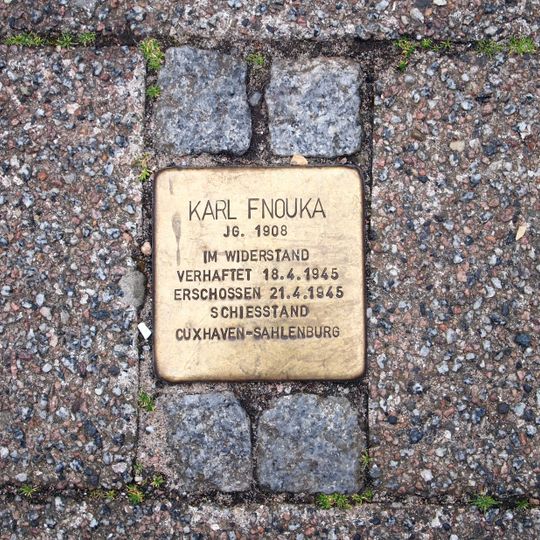 KARL FNOUKA
JG. 1908
IM WIDERSTAND
VERHAFTET 18.4.1945
ERSCHOSSEN 21.4.1945
SCHIESSTAND
CUXHAVEN-SAHLENBURG